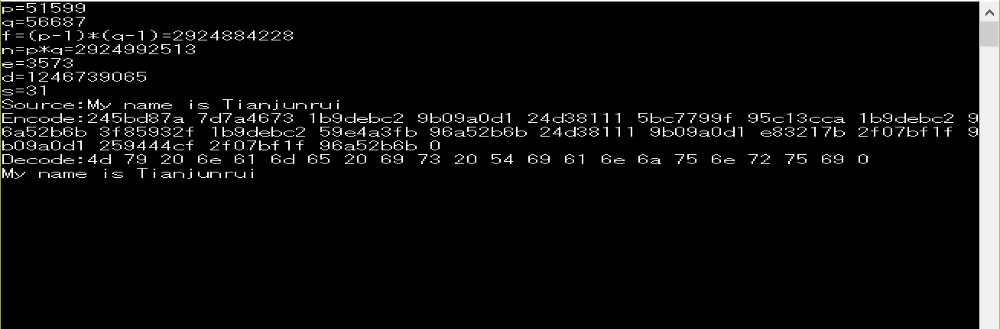 p=51599
q=56687
f=(p-1)*(q-1)=2924884228
n=p*q=2924992513
e=3573
d=1246739065
s=31
Source:My name is Tianjunrui
Encode:245bd87a 7d7a4673 1b9debc2 9b09a0d1 24d38111 5bc7799f 95c13cca 1b9debc2 9
6a52b6b 3f85932f 1b9debc2 59e4a3fb 96a52b6b 24d38111 9b09a0d1 e83217b 2f07bf1f 9
b09a0d1 259444cf 2f07bf1f 96a52b6b 0
Decode:4d 79 20 6e 61 6d 65 20 69 73 20 54 69 61 6e 6a 75 6e 72 75 69 0
My name is Tianjunrui